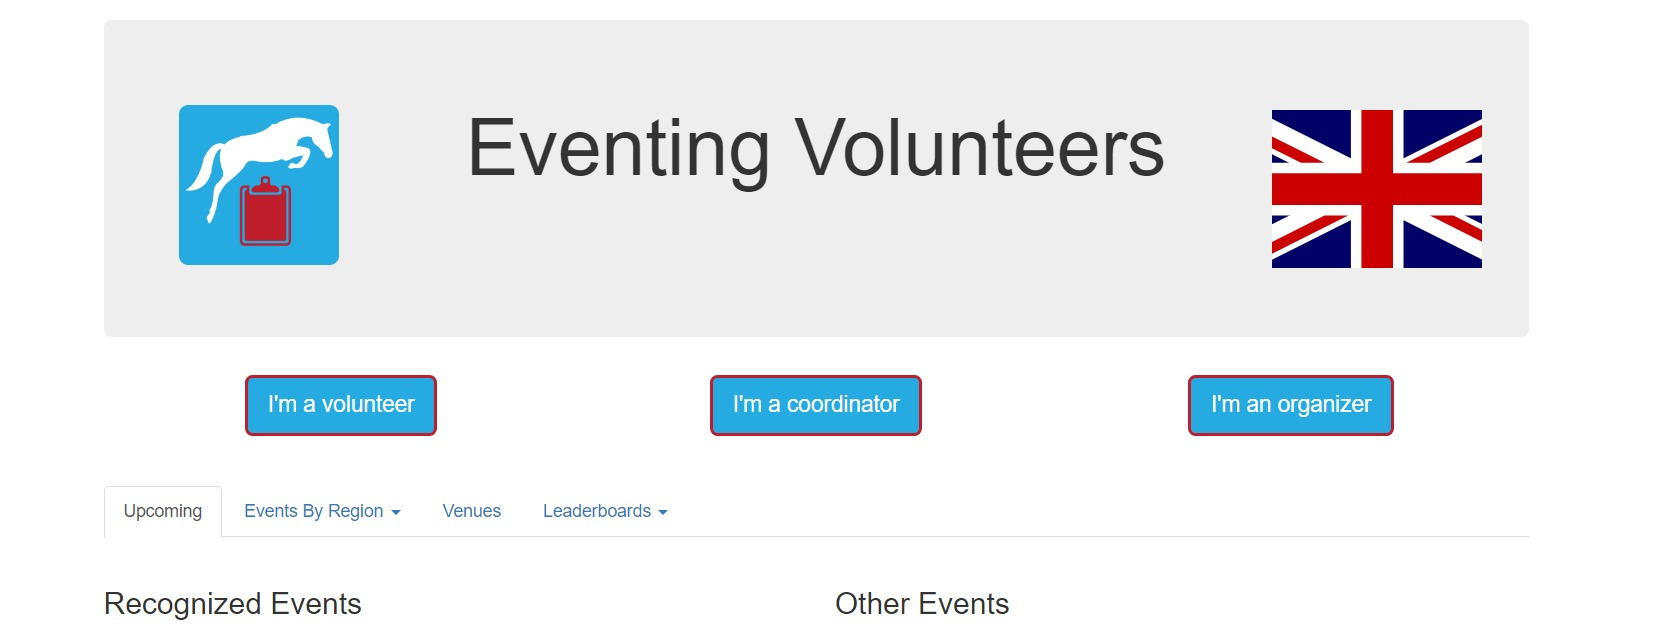 Eventing Volunteers
I'm a volunteer
I'm a coordinator
I'm an organizer
Upcoming
Events By Region
Venues
Leaderboards
Recognized Events
Other Events